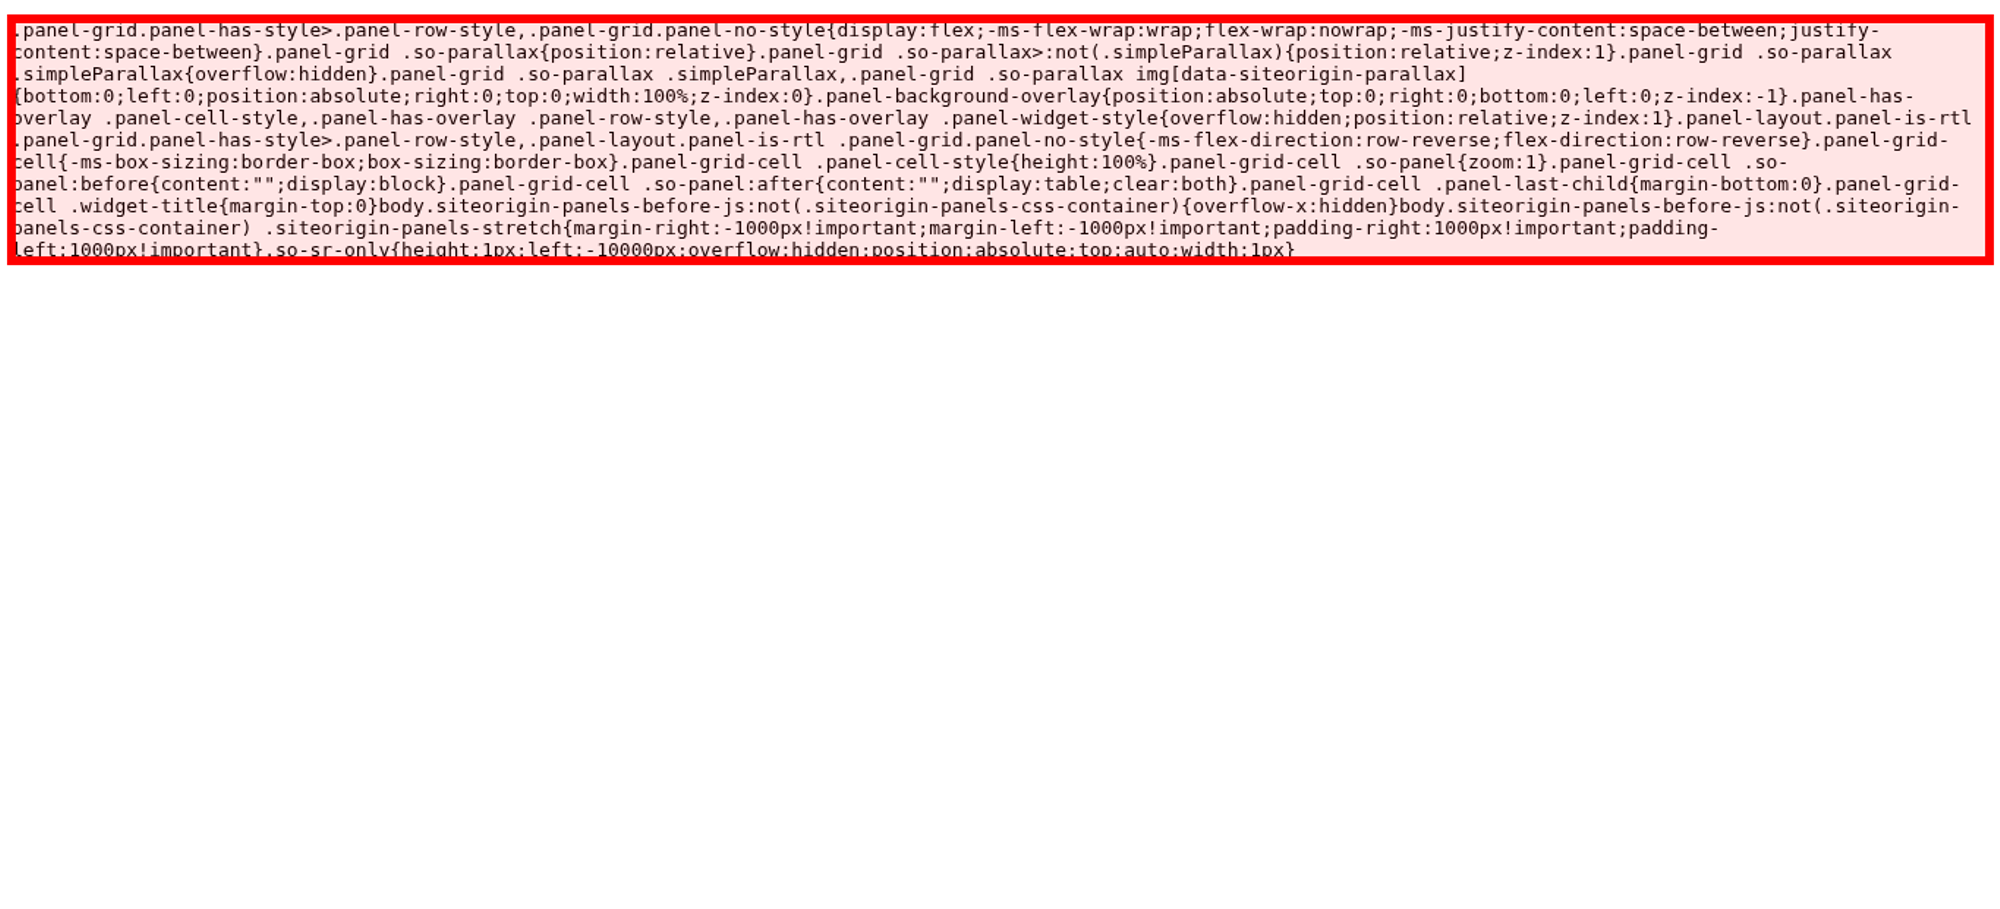 .panel-grid.panel-has-style>.panel-row-style,.panel-grid.panel-no-style{display:flex;-ms-flex-wrap:wrap;flex-wrap:nowrap;-ms-justify-content:space-between;justify-
content:space-between}.panel-grid .so-parallax{position:relative}.panel-grid .so-parallax>:not(.simpleParallax){position:relative;z-index:1}.panel-grid .so-parallax
.simpleParallax{overflow:hidden}.panel-grid .so-parallax .simpleParallax,.panel-grid .so-parallax img[data-siteorigin-parallax]
{bottom:0;left:0;position:absolute;right:0;top:0;width:100%;z-index:0}.panel-background-overlay{position:absolute;top:0;right:0;bottom:0;left:0;z-index:-1}.panel-has-
overlay .panel-cell-style,.panel-has-overlay .panel-row-style,.panel-has-overlay .panel-widget-style{overflow:hidden;position:relative;z-index:1}.panel-layout.panel-is-rtl
.panel-grid.panel-has-style>.panel-row-style,.panel-layout.panel-is-rtl .panel-grid.panel-no-style{-ms-flex-direction:row-reverse;flex-direction:row-reverse}.panel-grid-
cell{-ms-box-sizing:border-box;box-sizing:border-box}.panel-grid-cell .panel-cell-style{height:100%}.panel-grid-cell .so-panel{zoom:1}.panel-grid-cell .so-
panel:before{content:"";display:block}.panel-grid-cell .so-panel:after{content:"";display:table;clear:both}.panel-grid-cell .panel-last-child{margin-bottom:0}.panel-grid-
cell .widget-title{margin-top:0}body.siteorigin-panels-before-js:not(.siteorigin-panels-css-container){overflow-x:hidden}body.siteorigin-panels-before-js:not(.siteorigin-
panels-css-container) .siteorigin-panels-stretch{margin-right:-1000px!important;margin-left:-1000px!important;padding-right:1000px!important;padding-
left:1000px!important}.so-sr-only{height:1px;left:-10000px;overflow:hidden;position:absolute;top:auto;width:1px}